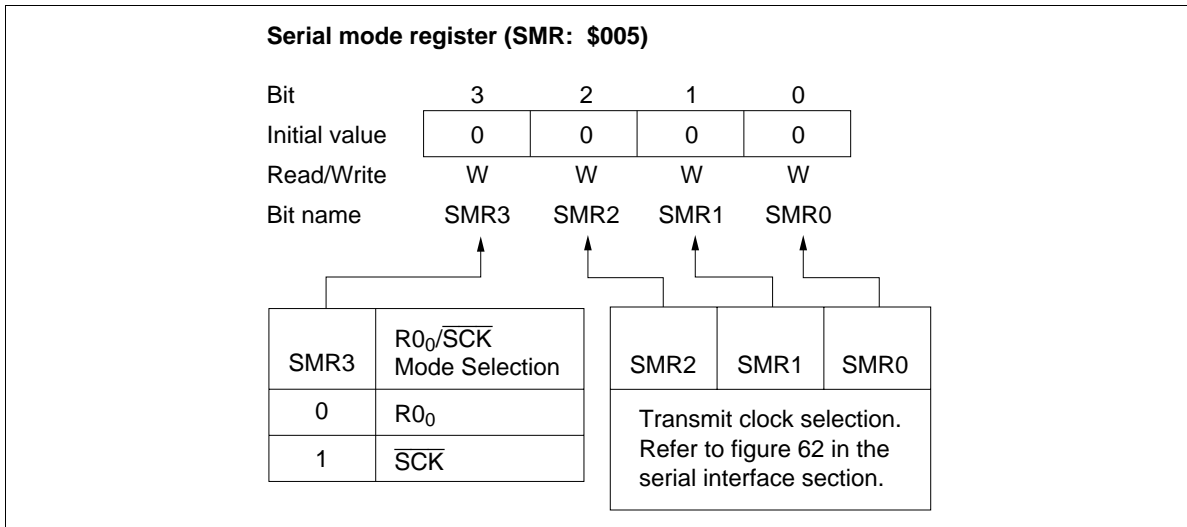 Serial mode register (SMR: $005)
Bit 3 2 1 0
Initial value 0 0 0 0
Read/Write W W W W
Bit name SMR3 SMR2 SMR1 SMR0
SMR3 R0₀/S̅C̅K̅
Mode Selection
0 R0₀
1 S̅C̅K̅
SMR2 SMR1 SMR0
Transmit clock selection.
Refer to figure 62 in the
serial interface section.